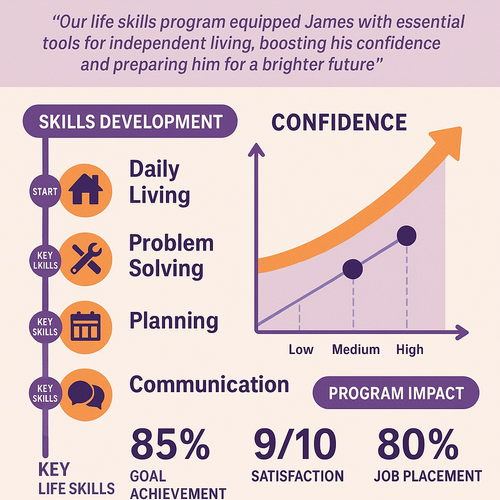 “Our life skills program equipped James with essential
tools for independent living, boosting his confidence
and preparing him for a brighter future”
SKILLS DEVELOPMENT
START
Daily
Living
KEY
LKILLS
Problem
Solving
KEY
SKILLS
Planning
KEY
SKILLS
Communication
KEY
LIFE SKILLS
CONFIDENCE
Low Medium High
PROGRAM IMPACT
85%
GOAL
ACHIEVEMENT
9/10
SATISFACTION
80%
JOB PLACEMENT